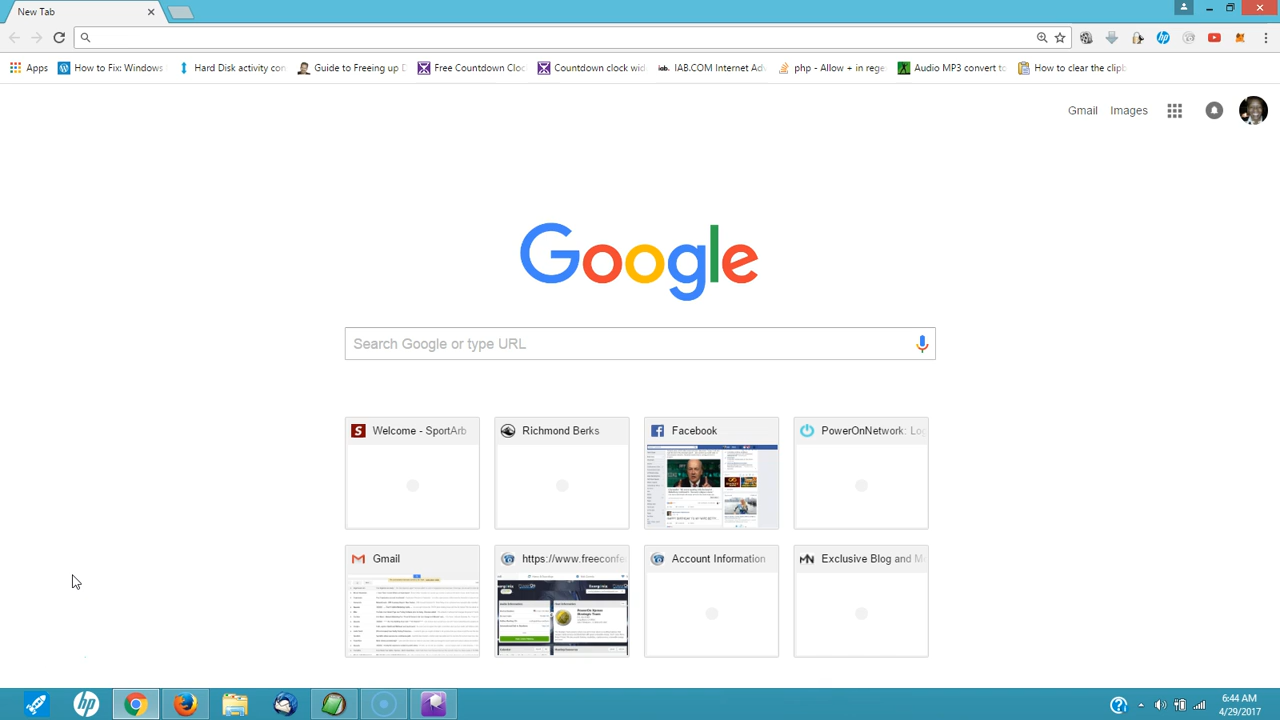 New Tab
Apps How to Fix: Windows Hard Disk activity con Guide to Freeing up D Free Countdown Cloc Countdown clock wid IAB.COM Internet Adv php - Allow + in rege Audio MP3 convert to How to clear the clipb
Gmail Images
Google
Search Google or type URL
Welcome - SportArb Richmond Berks Facebook PowerOnNetwork: Log
Gmail https://www.freeconfe Account Information Exclusive Blog and M
6:44 AM
4/29/2017